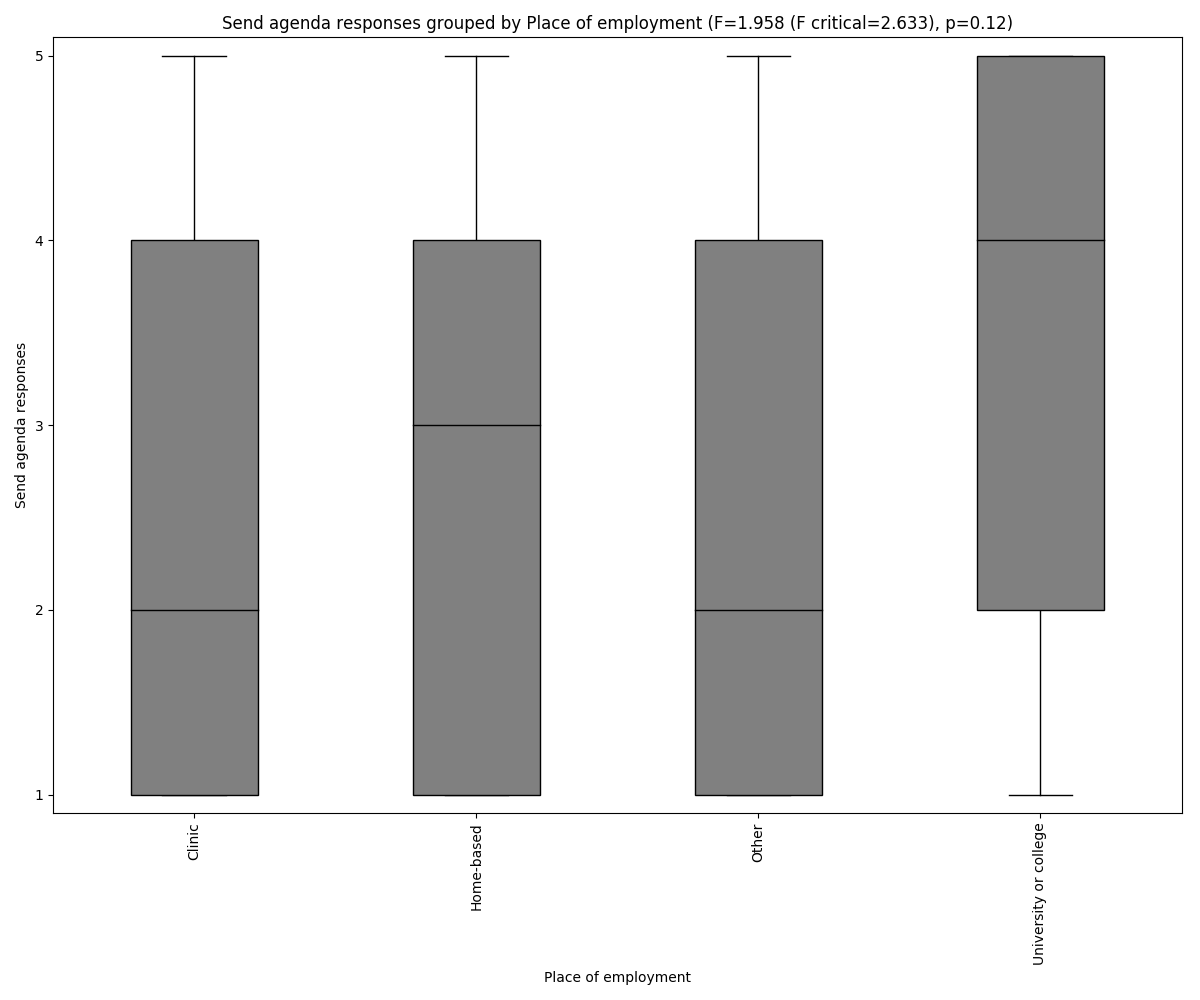 Send agenda responses grouped by Place of employment (F=1.958 (F critical=2.633), p=0.12)
Send agenda responses
5
4
3
2
1
Clinic
Home-based
Other
University or college
Place of employment